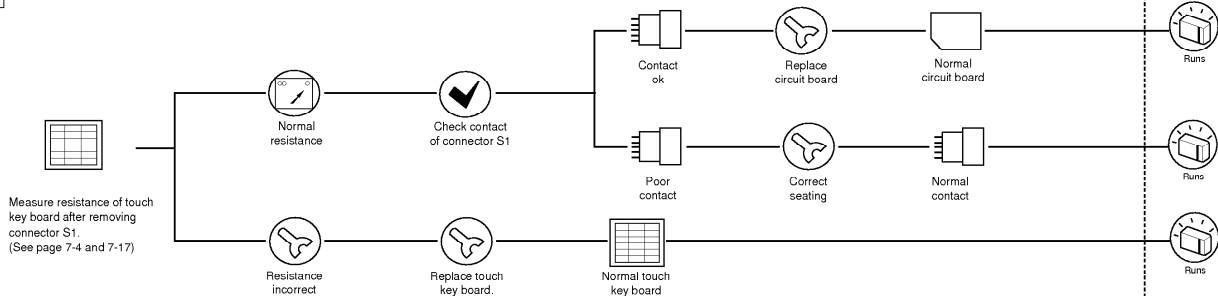 Contact
ok
Replace
circuit board
Normal
circuit board
Runs
Normal
resistance
Check contact
of connector S1
Poor
contact
Correct
seating
Normal
contact
Runs
Measure resistance of touch
key board after removing
connector S1.
(See page 7-4 and 7-17)
Resistance
incorrect
Replace touch
key board.
Normal touch
key board
Runs